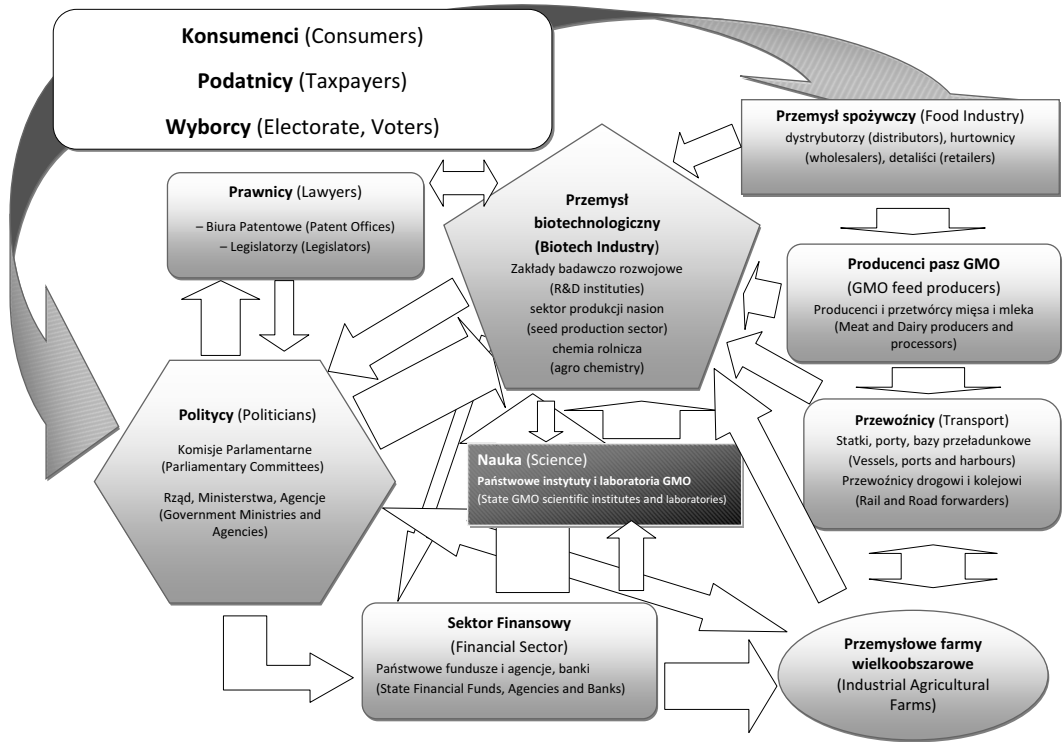 Konsumenci (Consumers)
Podatnicy (Taxpayers)
Wyborcy (Electorate, Voters)
Przemysł spożywczy (Food Industry)
dystrybutorzy (distributors), hurtownicy
(wholesalers), detaliści (retailers)
Prawnicy (Lawyers)
– Biura Patentowe (Patent Offices)
– Legislatorzy (Legislators)
Przemysł
biotechnologiczny
(Biotech Industry)
Zakłady badawczo rozwojowe
(R&D instituties)
sektor produkcji nasion
(seed production sector)
chemia rolnicza
(agro chemistry)
Producenci pasz GMO
(GMO feed producers)
Producenci i przetwórcy mięsa i mleka
(Meat and Dairy producers and
processors)
Politycy (Politicians)
Komisje Parlamentarne
(Parliamentary Committees)
Rząd, Ministerstwa, Agencje
(Government Ministries and
Agencies)
Nauka (Science)
Państwowe instytuty i laboratoria GMO
(State GMO scientific institutes and laboratories)
Przewoźnicy (Transport)
Statki, porty, bazy przeładunkowe
(Vessels, ports and harbours)
Przewoźnicy drogowi i kolejowi
(Rail and Road forwarders)
Sektor Finansowy
(Financial Sector)
Państwowe fundusze i agencje, banki
(State Financial Funds, Agencies and Banks)
Przemysłowe farmy
wielkoobszarowe
(Industrial Agricultural
Farms)